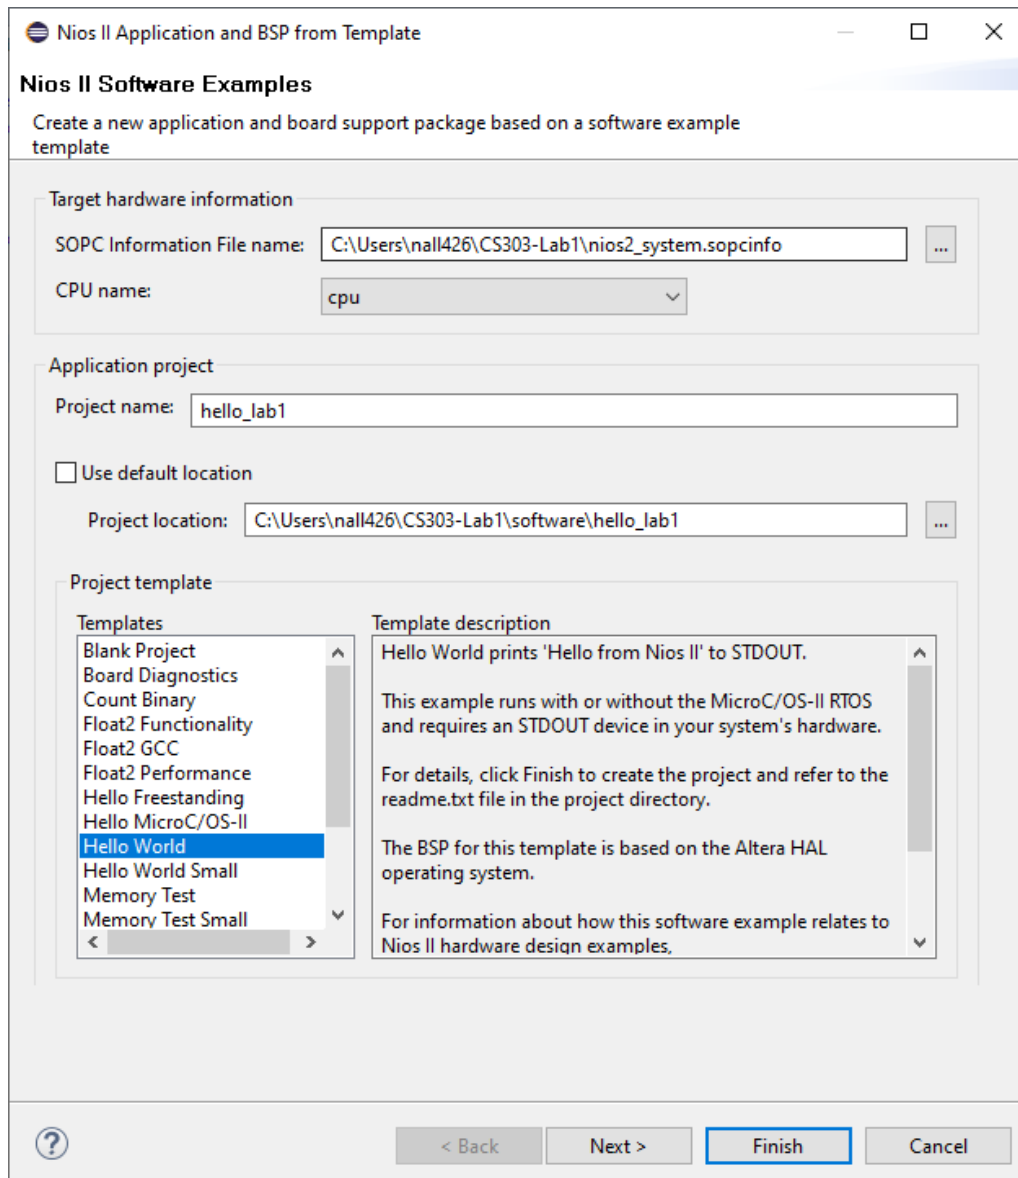 Nios II Application and BSP from Template
Nios II Software Examples
Create a new application and board support package based on a software example
template
Target hardware information
SOPC Information File name: C:\Users\nall426\CS303-Lab1\nios2_system.sopcinfo ...
CPU name: cpu
Application project
Project name: hello_lab1
Use default location
Project location: C:\Users\nall426\CS303-Lab1\software\hello_lab1 ...
Project template
Templates
Blank Project
Board Diagnostics
Count Binary
Float2 Functionality
Float2 GCC
Float2 Performance
Hello Freestanding
Hello MicroC/OS-II
Hello World
Hello World Small
Memory Test
Memory Test Small
Template description
Hello World prints 'Hello from Nios II' to STDOUT.
This example runs with or without the MicroC/OS-II RTOS
and requires an STDOUT device in your system's hardware.
For details, click Finish to create the project and refer to the
readme.txt file in the project directory.
The BSP for this template is based on the Altera HAL
operating system.
For information about how this software example relates to
Nios II hardware design examples,
? < Back Next > Finish Cancel